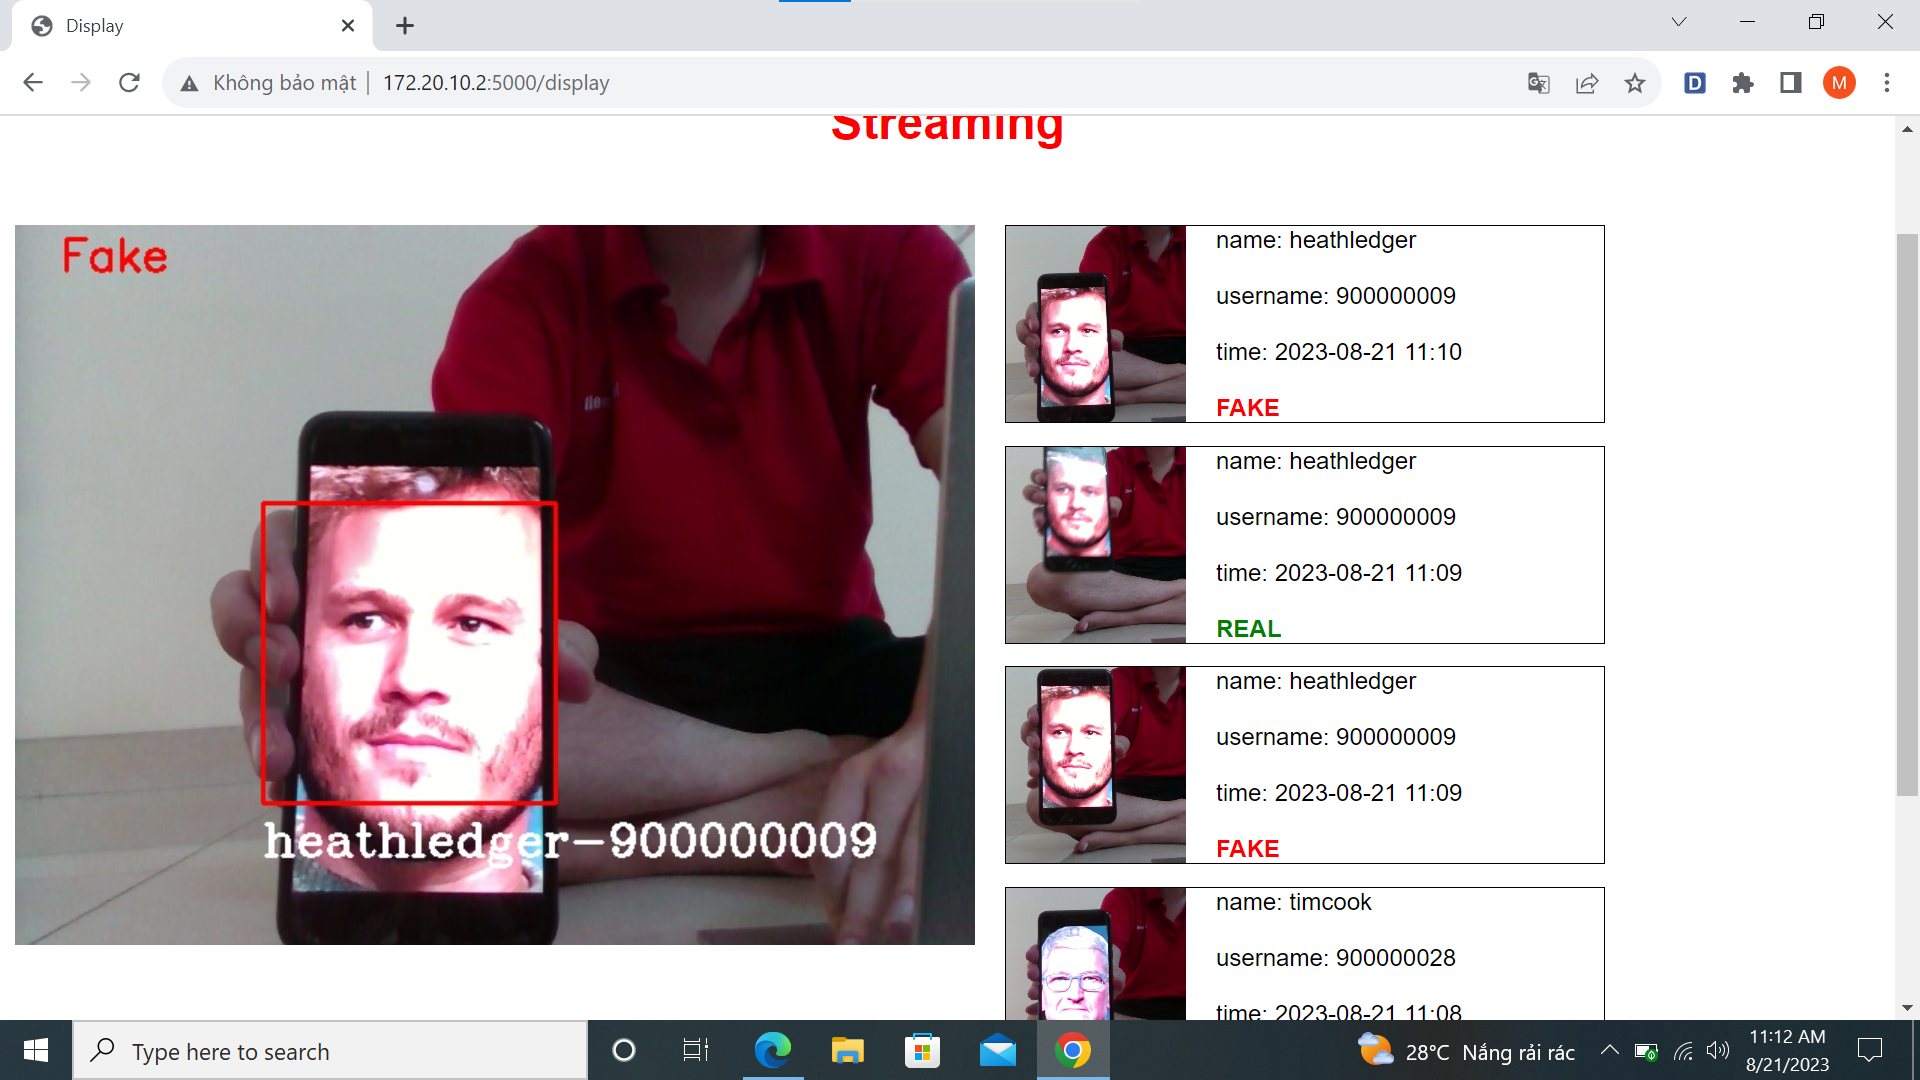 Display
Không bảo mật
172.20.10.2:5000/display
M
Streaming
Fake
heathledger-900000009
name: heathledger
username: 900000009
time: 2023-08-21 11:10
FAKE
name: heathledger
username: 900000009
time: 2023-08-21 11:09
REAL
name: heathledger
username: 900000009
time: 2023-08-21 11:09
FAKE
name: timcook
username: 900000028
time: 2023-08-21 11:08
Type here to search
28°C Nắng rải rác
11:12 AM
8/21/2023